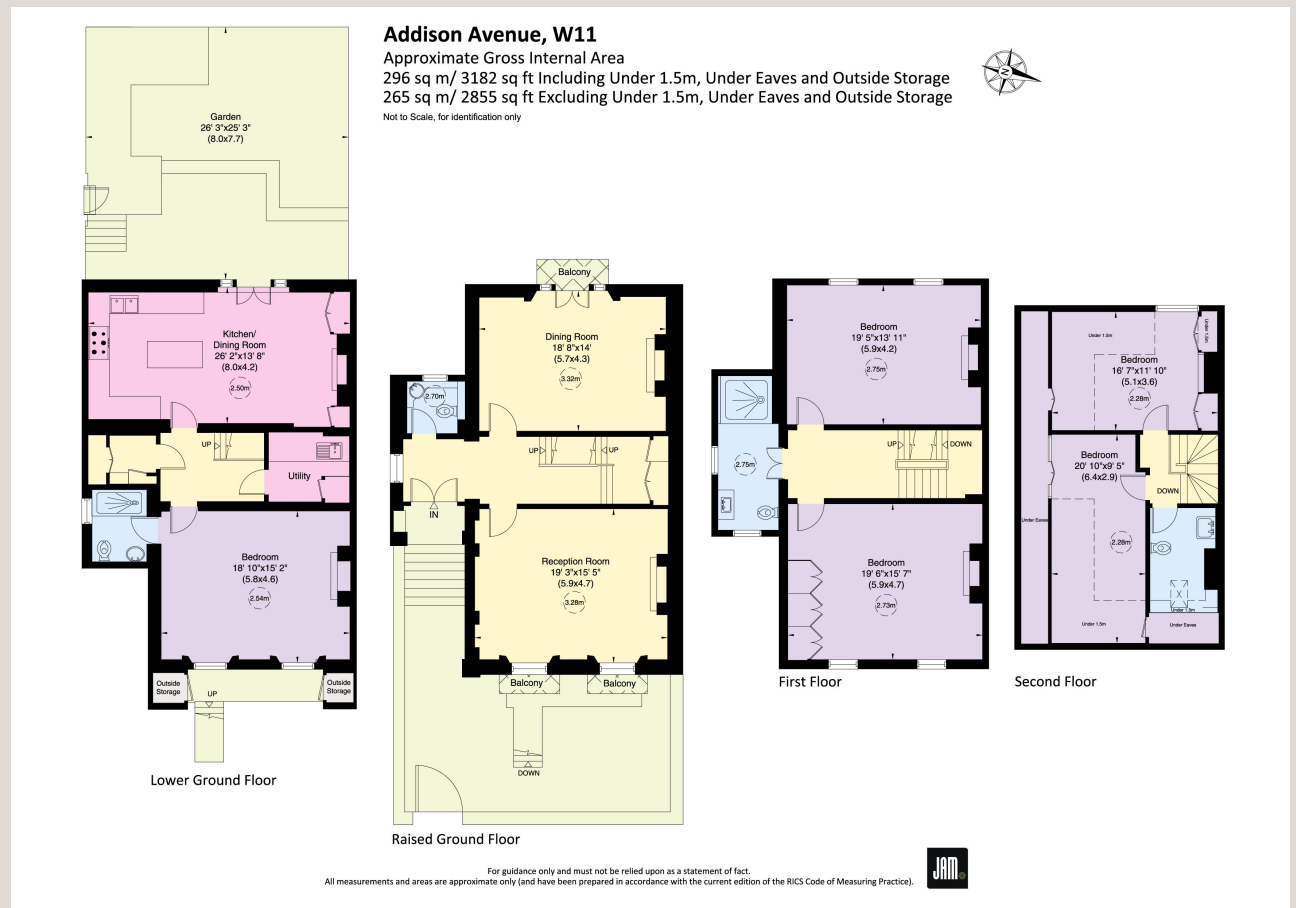 Addison Avenue, W11
Approximate Gross Internal Area
296 sq m/ 3182 sq ft Including Under 1.5m, Under Eaves and Outside Storage
265 sq m/ 2855 sq ft Excluding Under 1.5m, Under Eaves and Outside Storage
Not to Scale, for identification only
N
Garden
26' 3"x25' 3"
(8.0x7.7)
Kitchen/
Dining Room
26' 2"x13' 8"
(8.0x4.2)
2.50m
UP
Utility
Bedroom
18' 10"x15' 2"
(5.8x4.6)
2.54m
Outside
Storage
UP
Outside
Storage
Lower Ground Floor
Balcony
Dining Room
18' 8"x14'
(5.7x4.3)
3.32m
2.70m
UP
UP
IN
Reception Room
19' 3"x15' 5"
(5.9x4.7)
3.28m
Balcony
Balcony
DOWN
Raised Ground Floor
Bedroom
19' 5"x13' 11"
(5.9x4.2)
2.75m
2.75m
UP
DOWN
Bedroom
19' 6"x15' 7"
(5.9x4.7)
2.73m
First Floor
Under 1.5m
Under 1.5m
Bedroom
16' 7"x11' 10"
(5.1x3.6)
2.28m
Bedroom
20' 10"x9' 5"
(6.4x2.9)
DOWN
Under Eaves
2.28m
Under 1.5m
Under 1.5m
Under Eaves
Second Floor
For guidance only and must not be relied upon as a statement of fact.
All measurements and areas are approximate only (and have been prepared in accordance with the current edition of the RICS Code of Measuring Practice).
JAM.